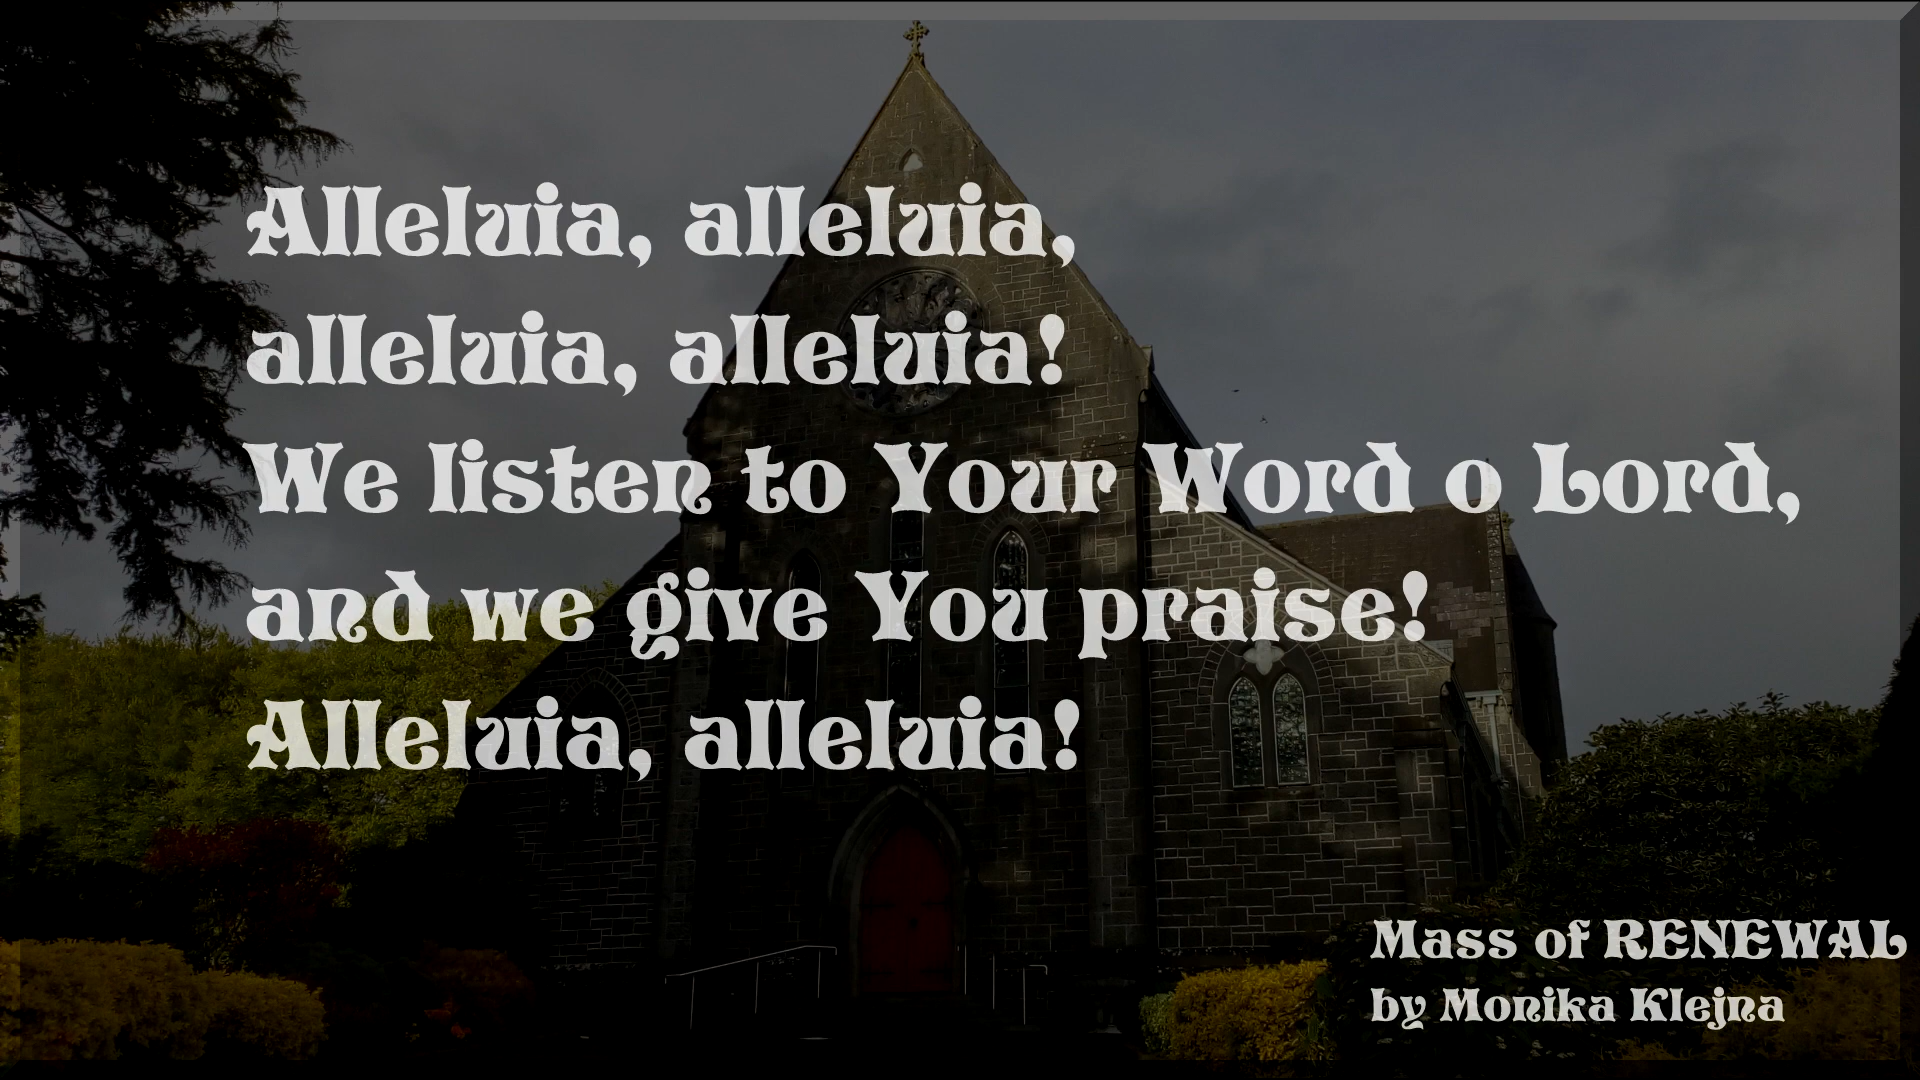 Alleluia, alleluia,
alleluia, alleluia!
We listen to Your Word o Lord,
and we give You praise!
Alleluia, alleluia!
Mass of RENEWAL
by Monika Klejna